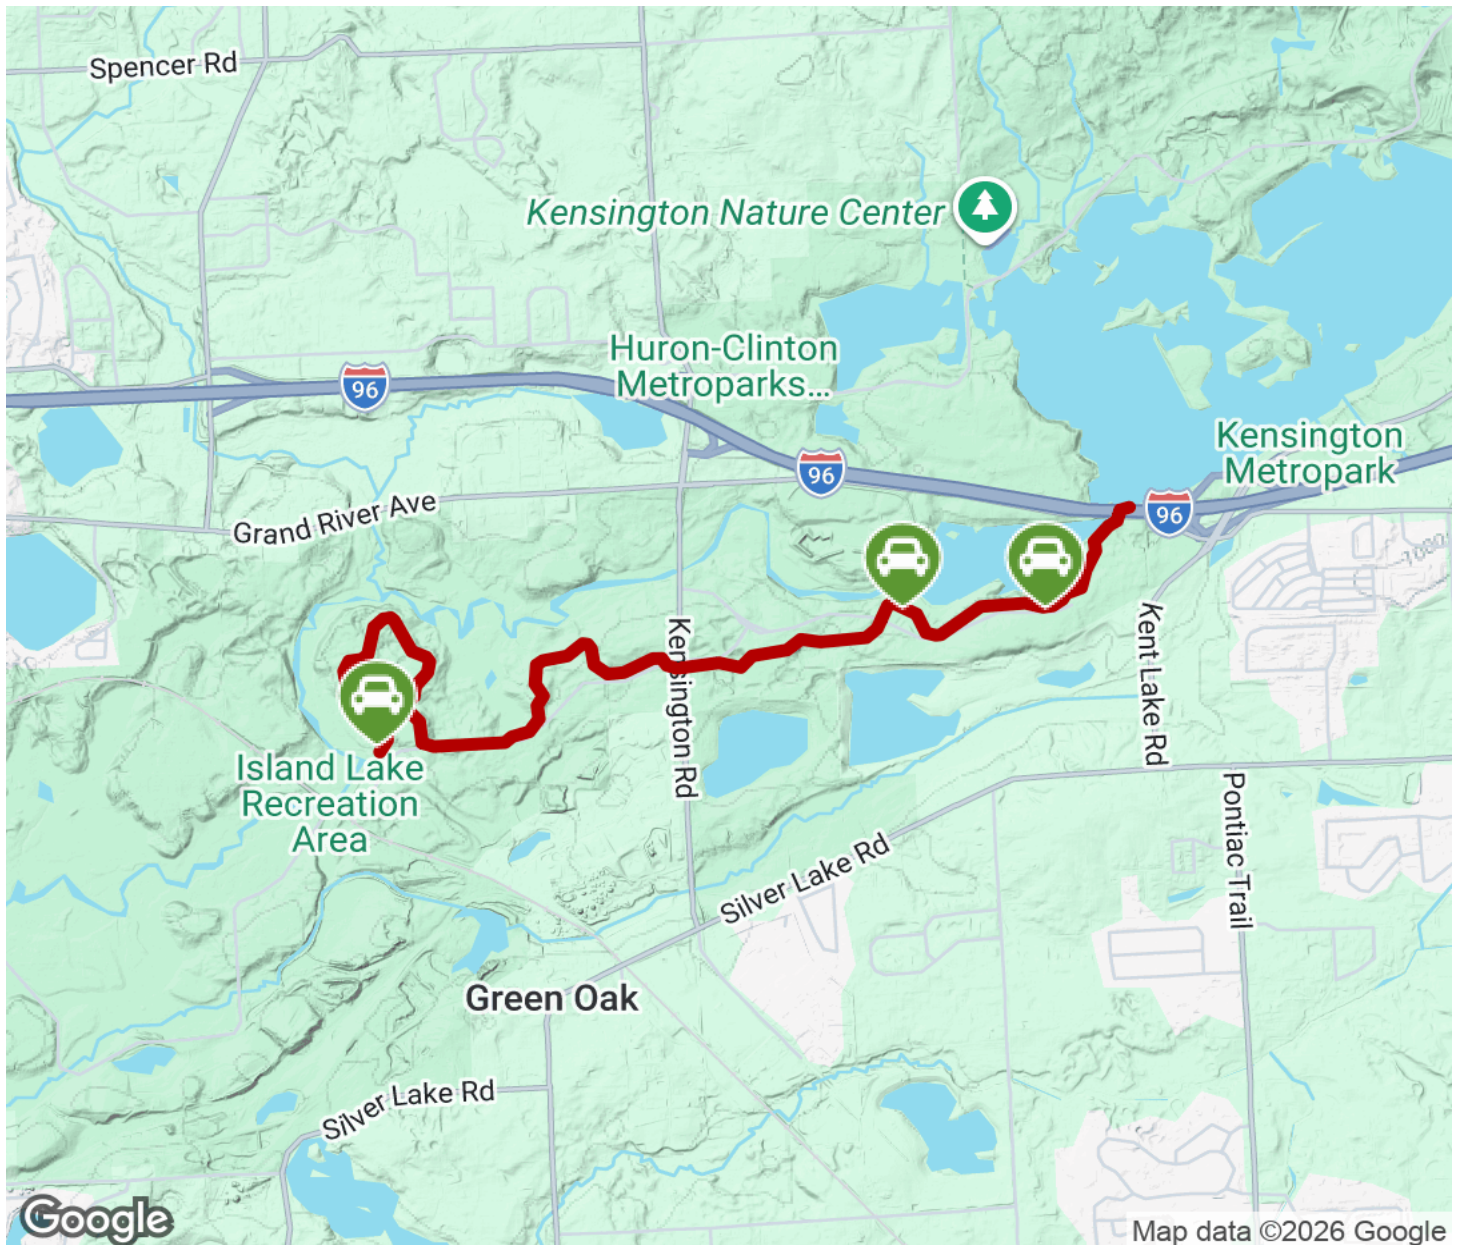 Spencer Rd
Kensington Nature Center
Huron-Clinton
Metroparks...
96
Kensington
Metropark
96
Grand River Ave
96
Kensington Rd
Kent Lake Rd
Island Lake
Recreation
Area
Pontiac Trail
Silver Lake Rd
Green Oak
Silver Lake Rd
Google
Map data ©2026 Google